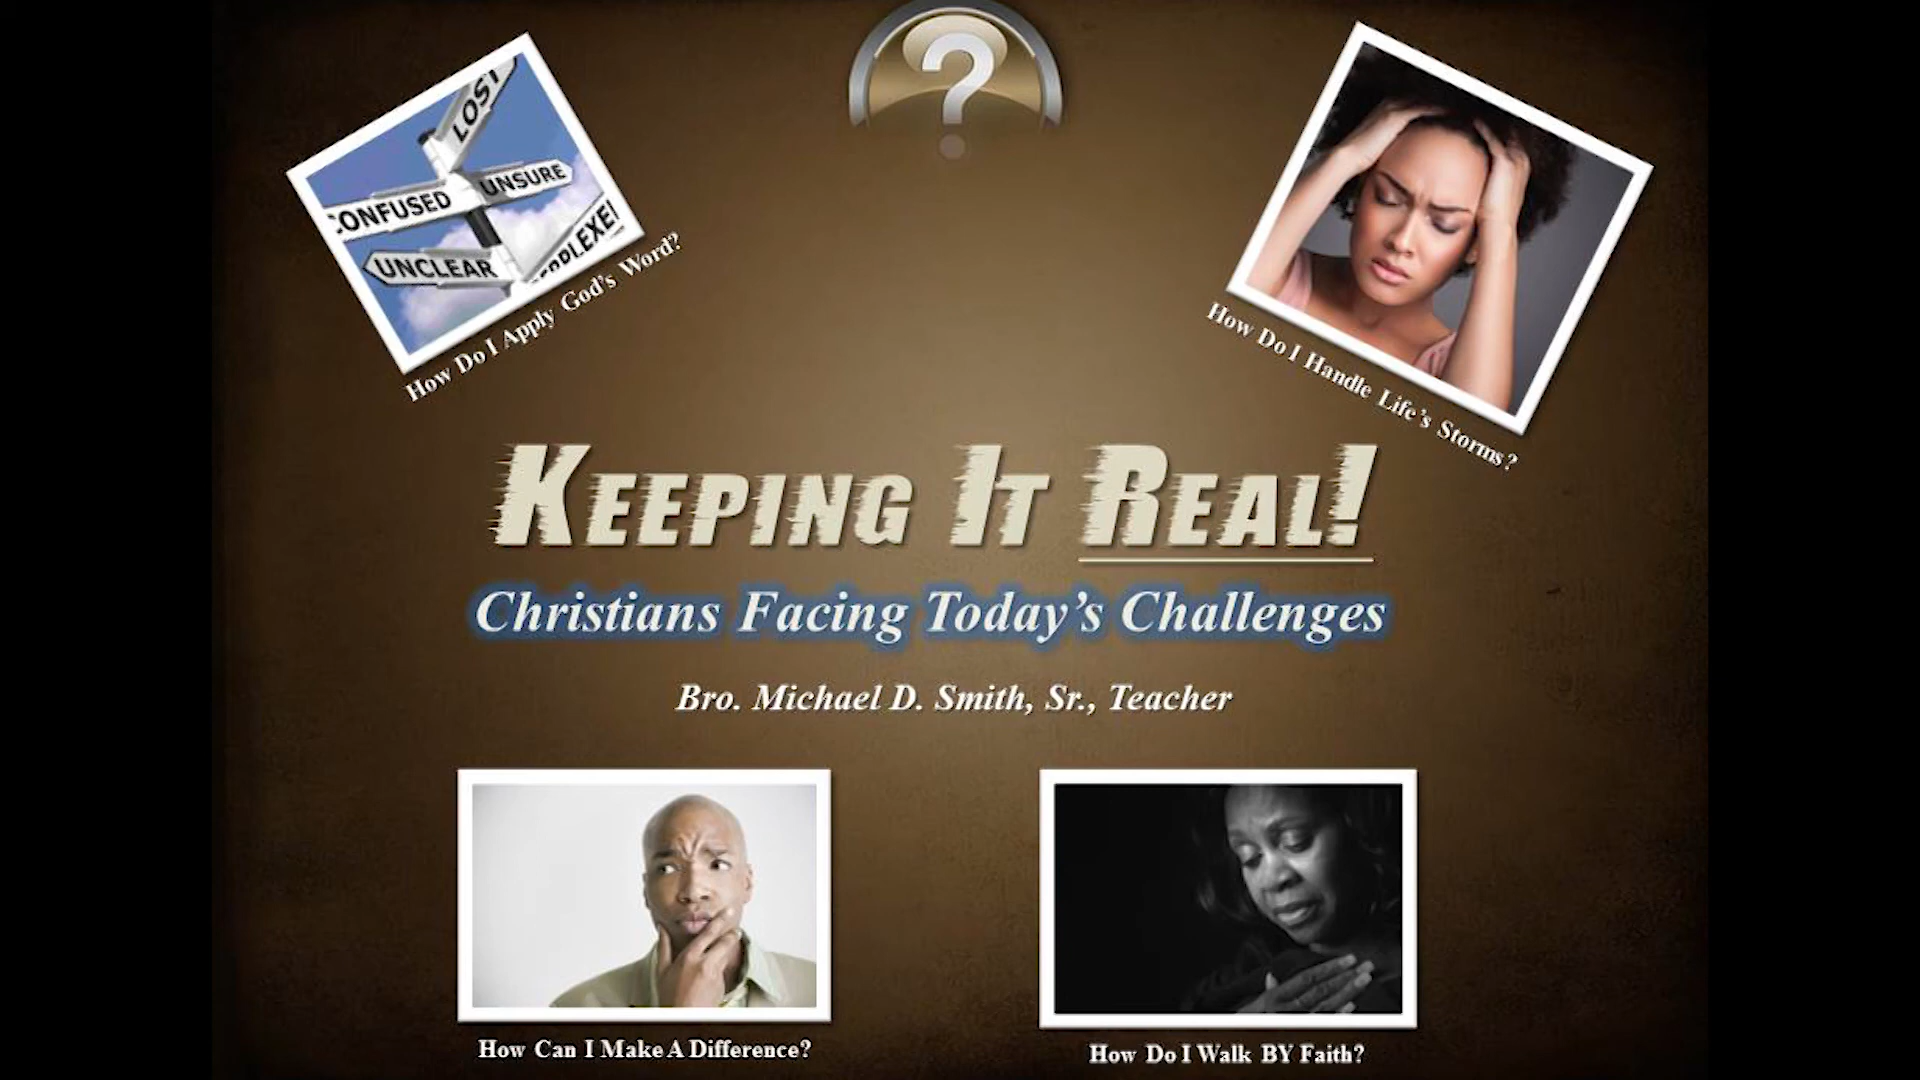 ?
LOST
UNSURE
CONFUSED
PERPLEXE
UNCLEAR
How Do I Apply God's Word?
How Do I Handle Life's Storms?
KEEPING IT REAL!
Christians Facing Today's Challenges
Bro. Michael D. Smith, Sr., Teacher
How Can I Make A Difference?
How Do I Walk BY Faith?